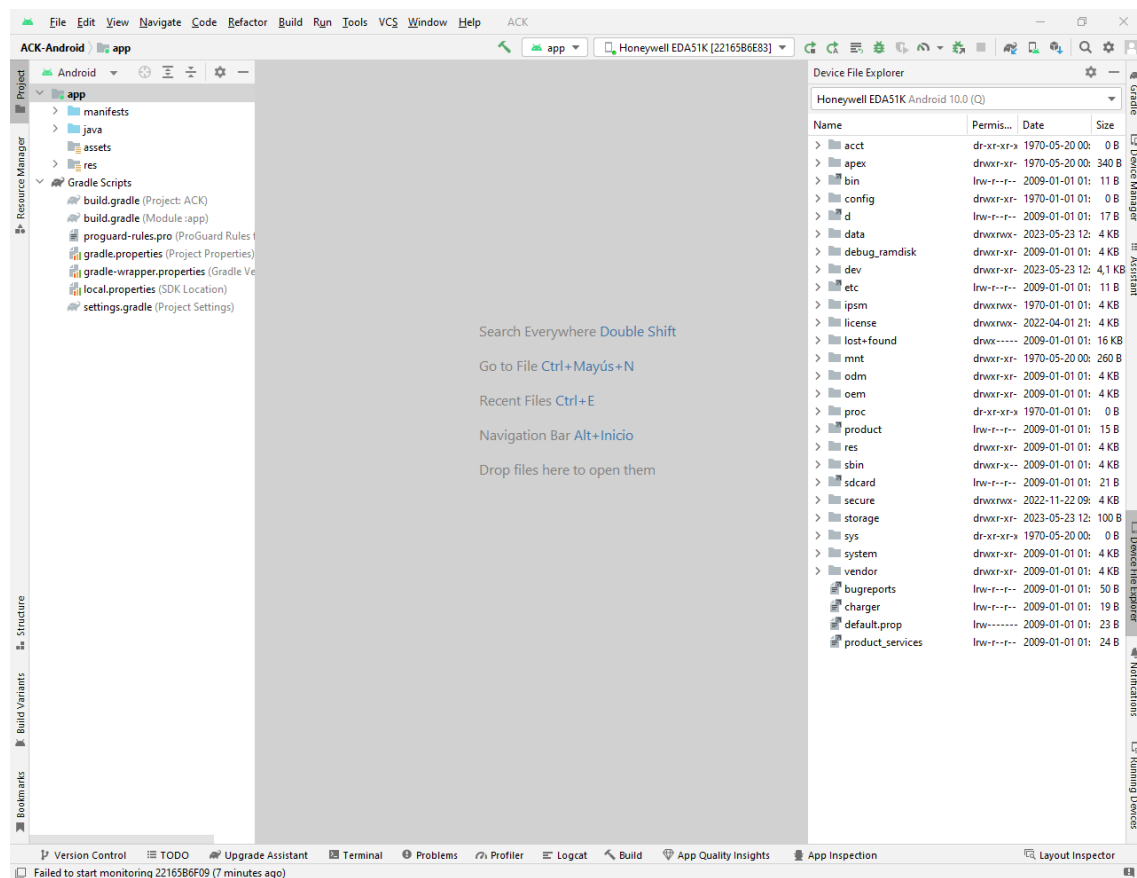 File Edit View Navigate Code Refactor Build Run Tools VCS Window Help ACK
ACK-Android app
app
Honeywell EDA51K [22165B6E83]
Project
Resource Manager
Structure
Build Variants
Bookmarks
Android
app
manifests
java
assets
res
Gradle Scripts
build.gradle (Project: ACK)
build.gradle (Module :app)
proguard-rules.pro (ProGuard Rules f
gradle.properties (Project Properties)
gradle-wrapper.properties (Gradle Ve
local.properties (SDK Location)
settings.gradle (Project Settings)
Search Everywhere Double Shift
Go to File Ctrl+Mayús+N
Recent Files Ctrl+E
Navigation Bar Alt+Inicio
Drop files here to open them
Device File Explorer
Honeywell EDA51K Android 10.0 (Q)
Name Permis... Date Size
acct dr-xr-xr-x 1970-05-20 00: 0 B
apex drwxr-xr- 1970-05-20 00: 340 B
bin lrw-r--r-- 2009-01-01 01: 11 B
config drwxr-xr- 1970-01-01 01: 0 B
d lrw-r--r-- 2009-01-01 01: 17 B
data drwxrwx- 2023-05-23 12: 4 KB
debug_ramdisk drwxr-xr- 2009-01-01 01: 4 KB
dev drwxr-xr- 2023-05-23 12: 4,1 KB
etc lrw-r--r-- 2009-01-01 01: 11 B
ipsm drwxrwx- 1970-01-01 01: 4 KB
license drwxrwx- 2022-04-01 21: 4 KB
lost+found drwx----- 2009-01-01 01: 16 KB
mnt drwxr-xr- 1970-05-20 00: 260 B
odm drwxr-xr- 2009-01-01 01: 4 KB
oem drwxr-xr- 2009-01-01 01: 4 KB
proc dr-xr-xr-x 1970-01-01 01: 0 B
product lrw-r--r-- 2009-01-01 01: 15 B
res drwxr-xr- 2009-01-01 01: 4 KB
sbin drwxr-x-- 2009-01-01 01: 4 KB
sdcard lrw-r--r-- 2009-01-01 01: 21 B
secure drwxrwx- 2022-11-22 09: 4 KB
storage drwxr-xr- 2023-05-23 12: 100 B
sys dr-xr-xr-x 1970-05-20 00: 0 B
system drwxr-xr- 2009-01-01 01: 4 KB
vendor drwxr-xr- 2009-01-01 01: 4 KB
bugreports lrw-r--r-- 2009-01-01 01: 50 B
charger lrw-r--r-- 2009-01-01 01: 19 B
default.prop lrw------- 2009-01-01 01: 23 B
product_services lrw-r--r-- 2009-01-01 01: 24 B
Gradle
Device Manager
Assistant
Device File Explorer
Notifications
Running Devices
Version Control TODO Upgrade Assistant Terminal Problems Profiler Logcat Build App Quality Insights App Inspection Layout Inspector
Failed to start monitoring 22165B6F09 (7 minutes ago)